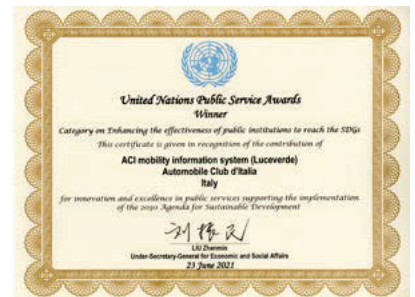 United Nations Public Service Awards
Winner
Category on Enhancing the effectiveness of public institutions to reach the SDGs
This certificate is given in recognition of the contribution of
ACI mobility information system (Luceverde)
Automobile Club d'Italia
Italy
for innovation and excellence in public services supporting the implementation
of the 2030 Agenda for Sustainable Development
刘振民
LIU Zhenmin
Under-Secretary-General for Economic and Social Affairs
23 June 2021